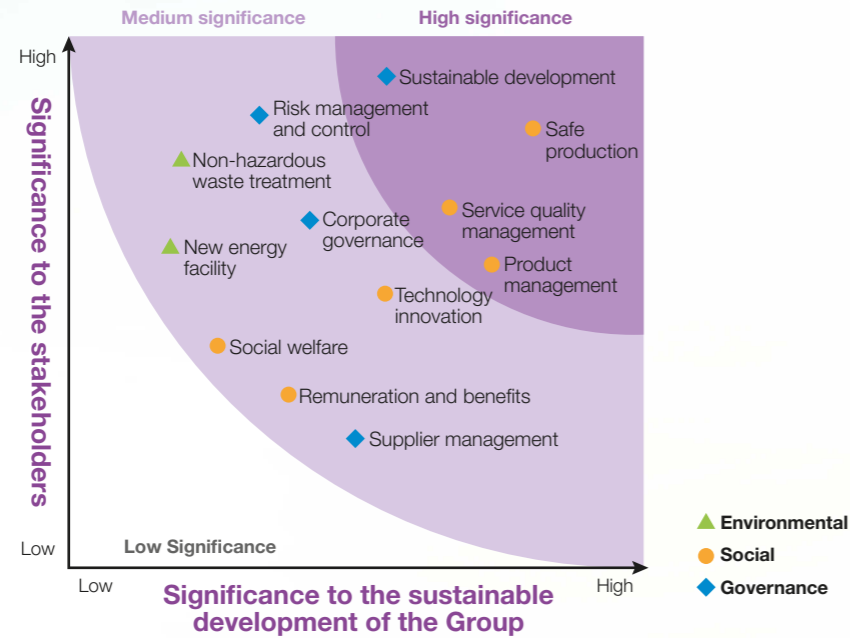 Medium significance
High significance
High
Sustainable development
Risk management
and control
Safe
production
Non-hazardous
waste treatment
Service quality
management
Corporate
governance
New energy
facility
Product
management
Technology
innovation
Social welfare
Remuneration and benefits
Supplier management
Significance to the stakeholders
Low
Low Significance
Low
High
Significance to the sustainable
development of the Group
Environmental
Social
Governance